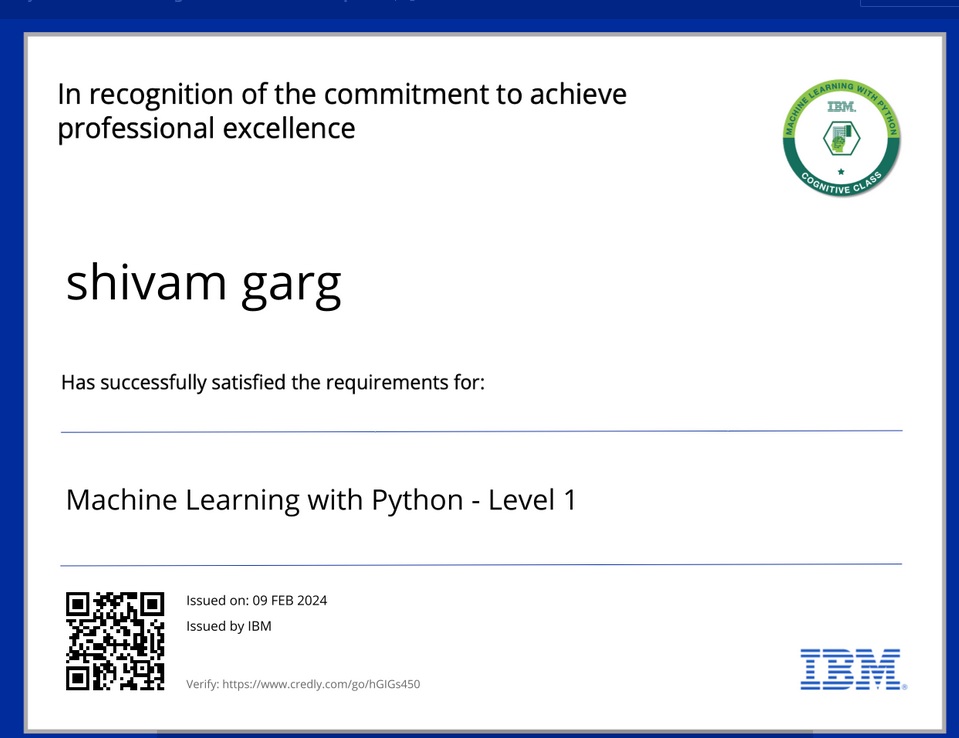 In recognition of the commitment to achieve
professional excellence
MACHINE LEARNING WITH PYTHON
IBM.
COGNITIVE CLASS
shivam garg
Has successfully satisfied the requirements for:
Machine Learning with Python - Level 1
Issued on: 09 FEB 2024
Issued by IBM
Verify: https://www.credly.com/go/hGIGs450
IBM®